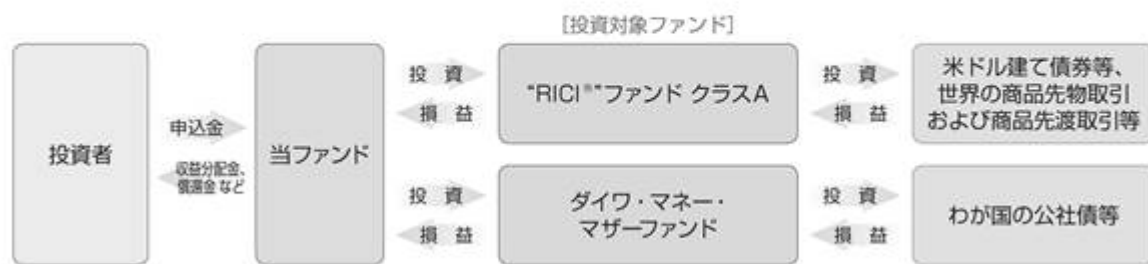 [投資対象ファンド]
投資者
申込金
収益分配金、
償還金 など
当ファンド
投 資
損 益
“RICI®”ファンド クラスA
投 資
損 益
米ドル建て債券等、
世界の商品先物取引
および商品先渡取引等
投 資
損 益
ダイワ・マネー・
マザーファンド
投 資
損 益
わが国の公社債等